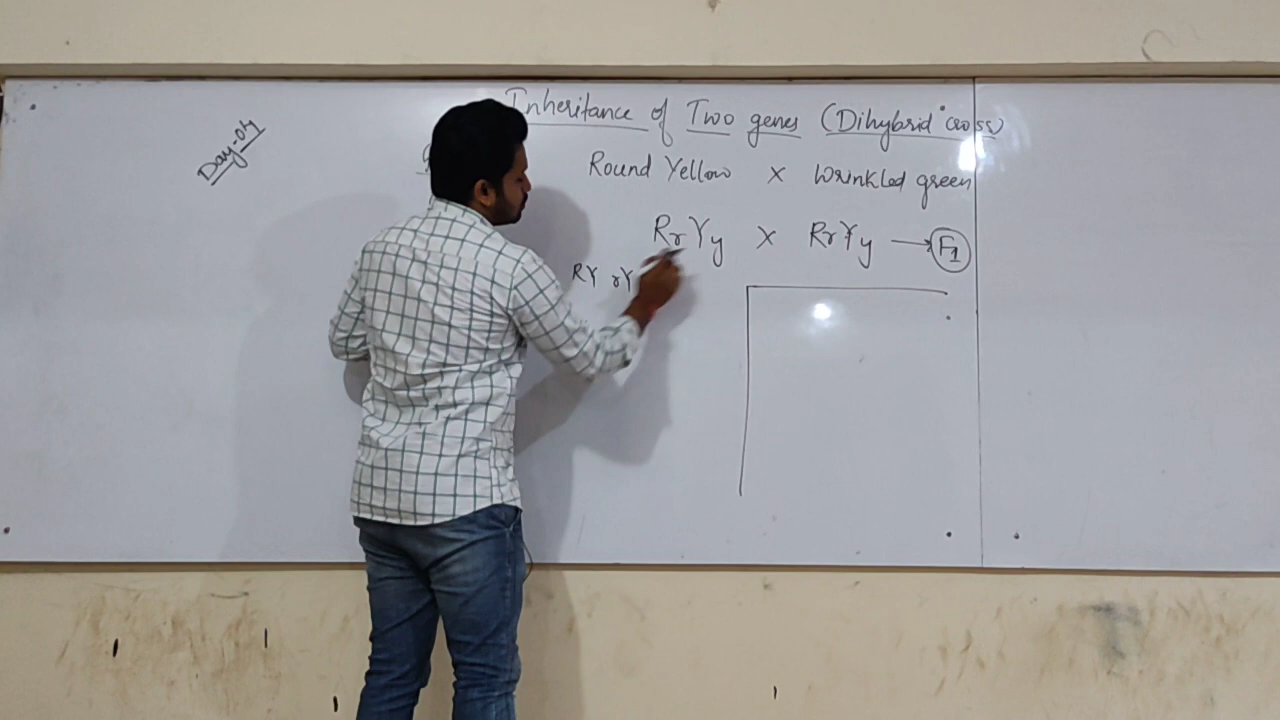 Day-04
Inheritance of Two genes (Dihybrid cross)
Round Yellow x Wrinkled green
RrYy x RrYy → F1
RY rY